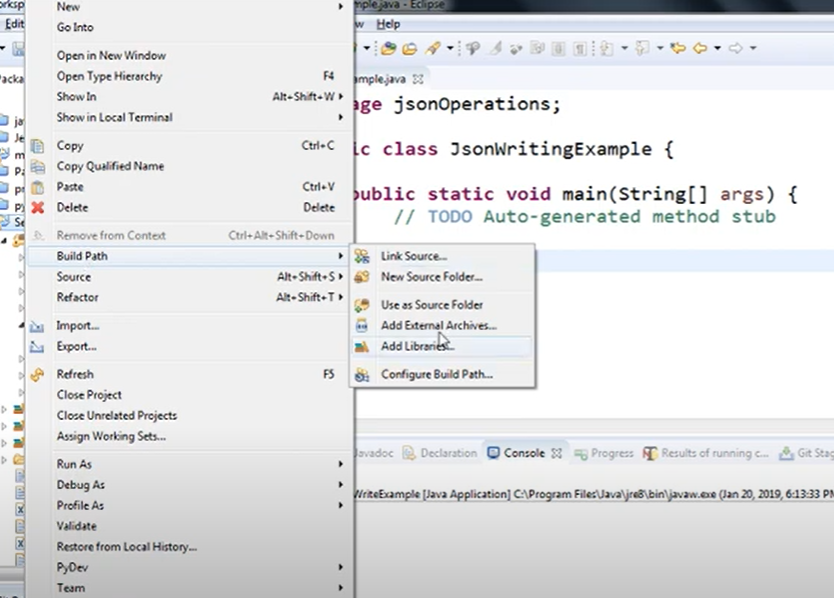 mple.java - Eclipse
Edit
Help
New
Go Into
Open in New Window
Open Type Hierarchy F4
Show In Alt+Shift+W
Show in Local Terminal
Copy Ctrl+C
Copy Qualified Name
Paste Ctrl+V
Delete Delete
Remove from Context Ctrl+Alt+Shift+Down
Build Path
Source Alt+Shift+S
Refactor Alt+Shift+T
Import...
Export...
Refresh F5
Close Project
Close Unrelated Projects
Assign Working Sets...
Run As
Debug As
Profile As
Validate
Restore from Local History...
PyDev
Team
Link Source...
New Source Folder...
Use as Source Folder
Add External Archives...
Add Libraries...
Configure Build Path...
mple.java
age jsonOperations;
ic class JsonWritingExample {
public static void main(String[] args) {
// TODO Auto-generated method stub
Javadoc Declaration Console Progress Results of running c... Git Stag
WriteExample [Java Application] C:\Program Files\Java\jre8\bin\javaw.exe (Jan 20, 2019, 6:13:33 PM